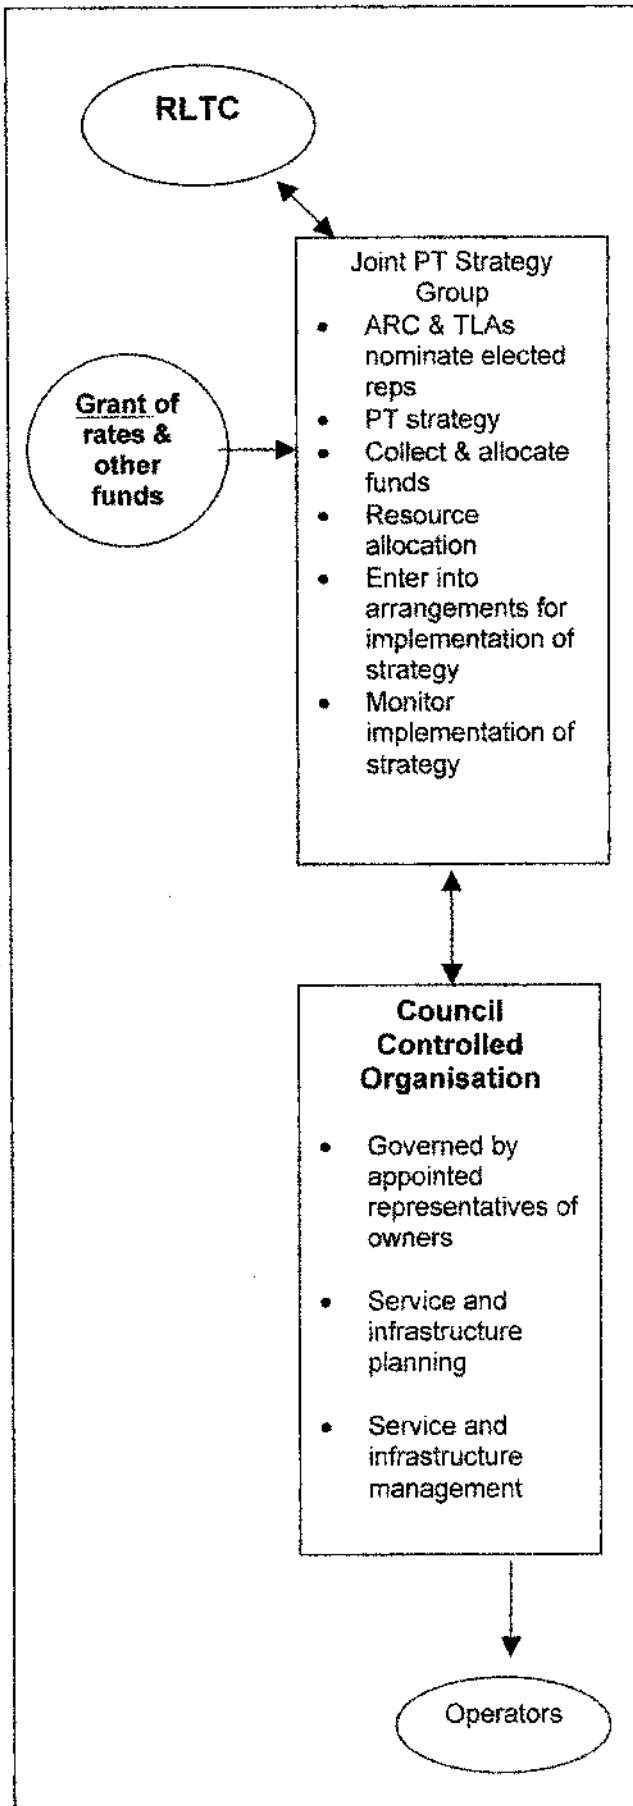 RLTC
Joint PT Strategy
Group
• ARC & TLAs
nominate elected
reps
• PT strategy
• Collect & allocate
funds
• Resource
allocation
• Enter into
arrangements for
implementation of
strategy
• Monitor
implementation of
strategy
Grant of
rates &
other
funds
Council
Controlled
Organisation
• Governed by
appointed
representatives of
owners
• Service and
infrastructure
planning
• Service and
infrastructure
management
Operators